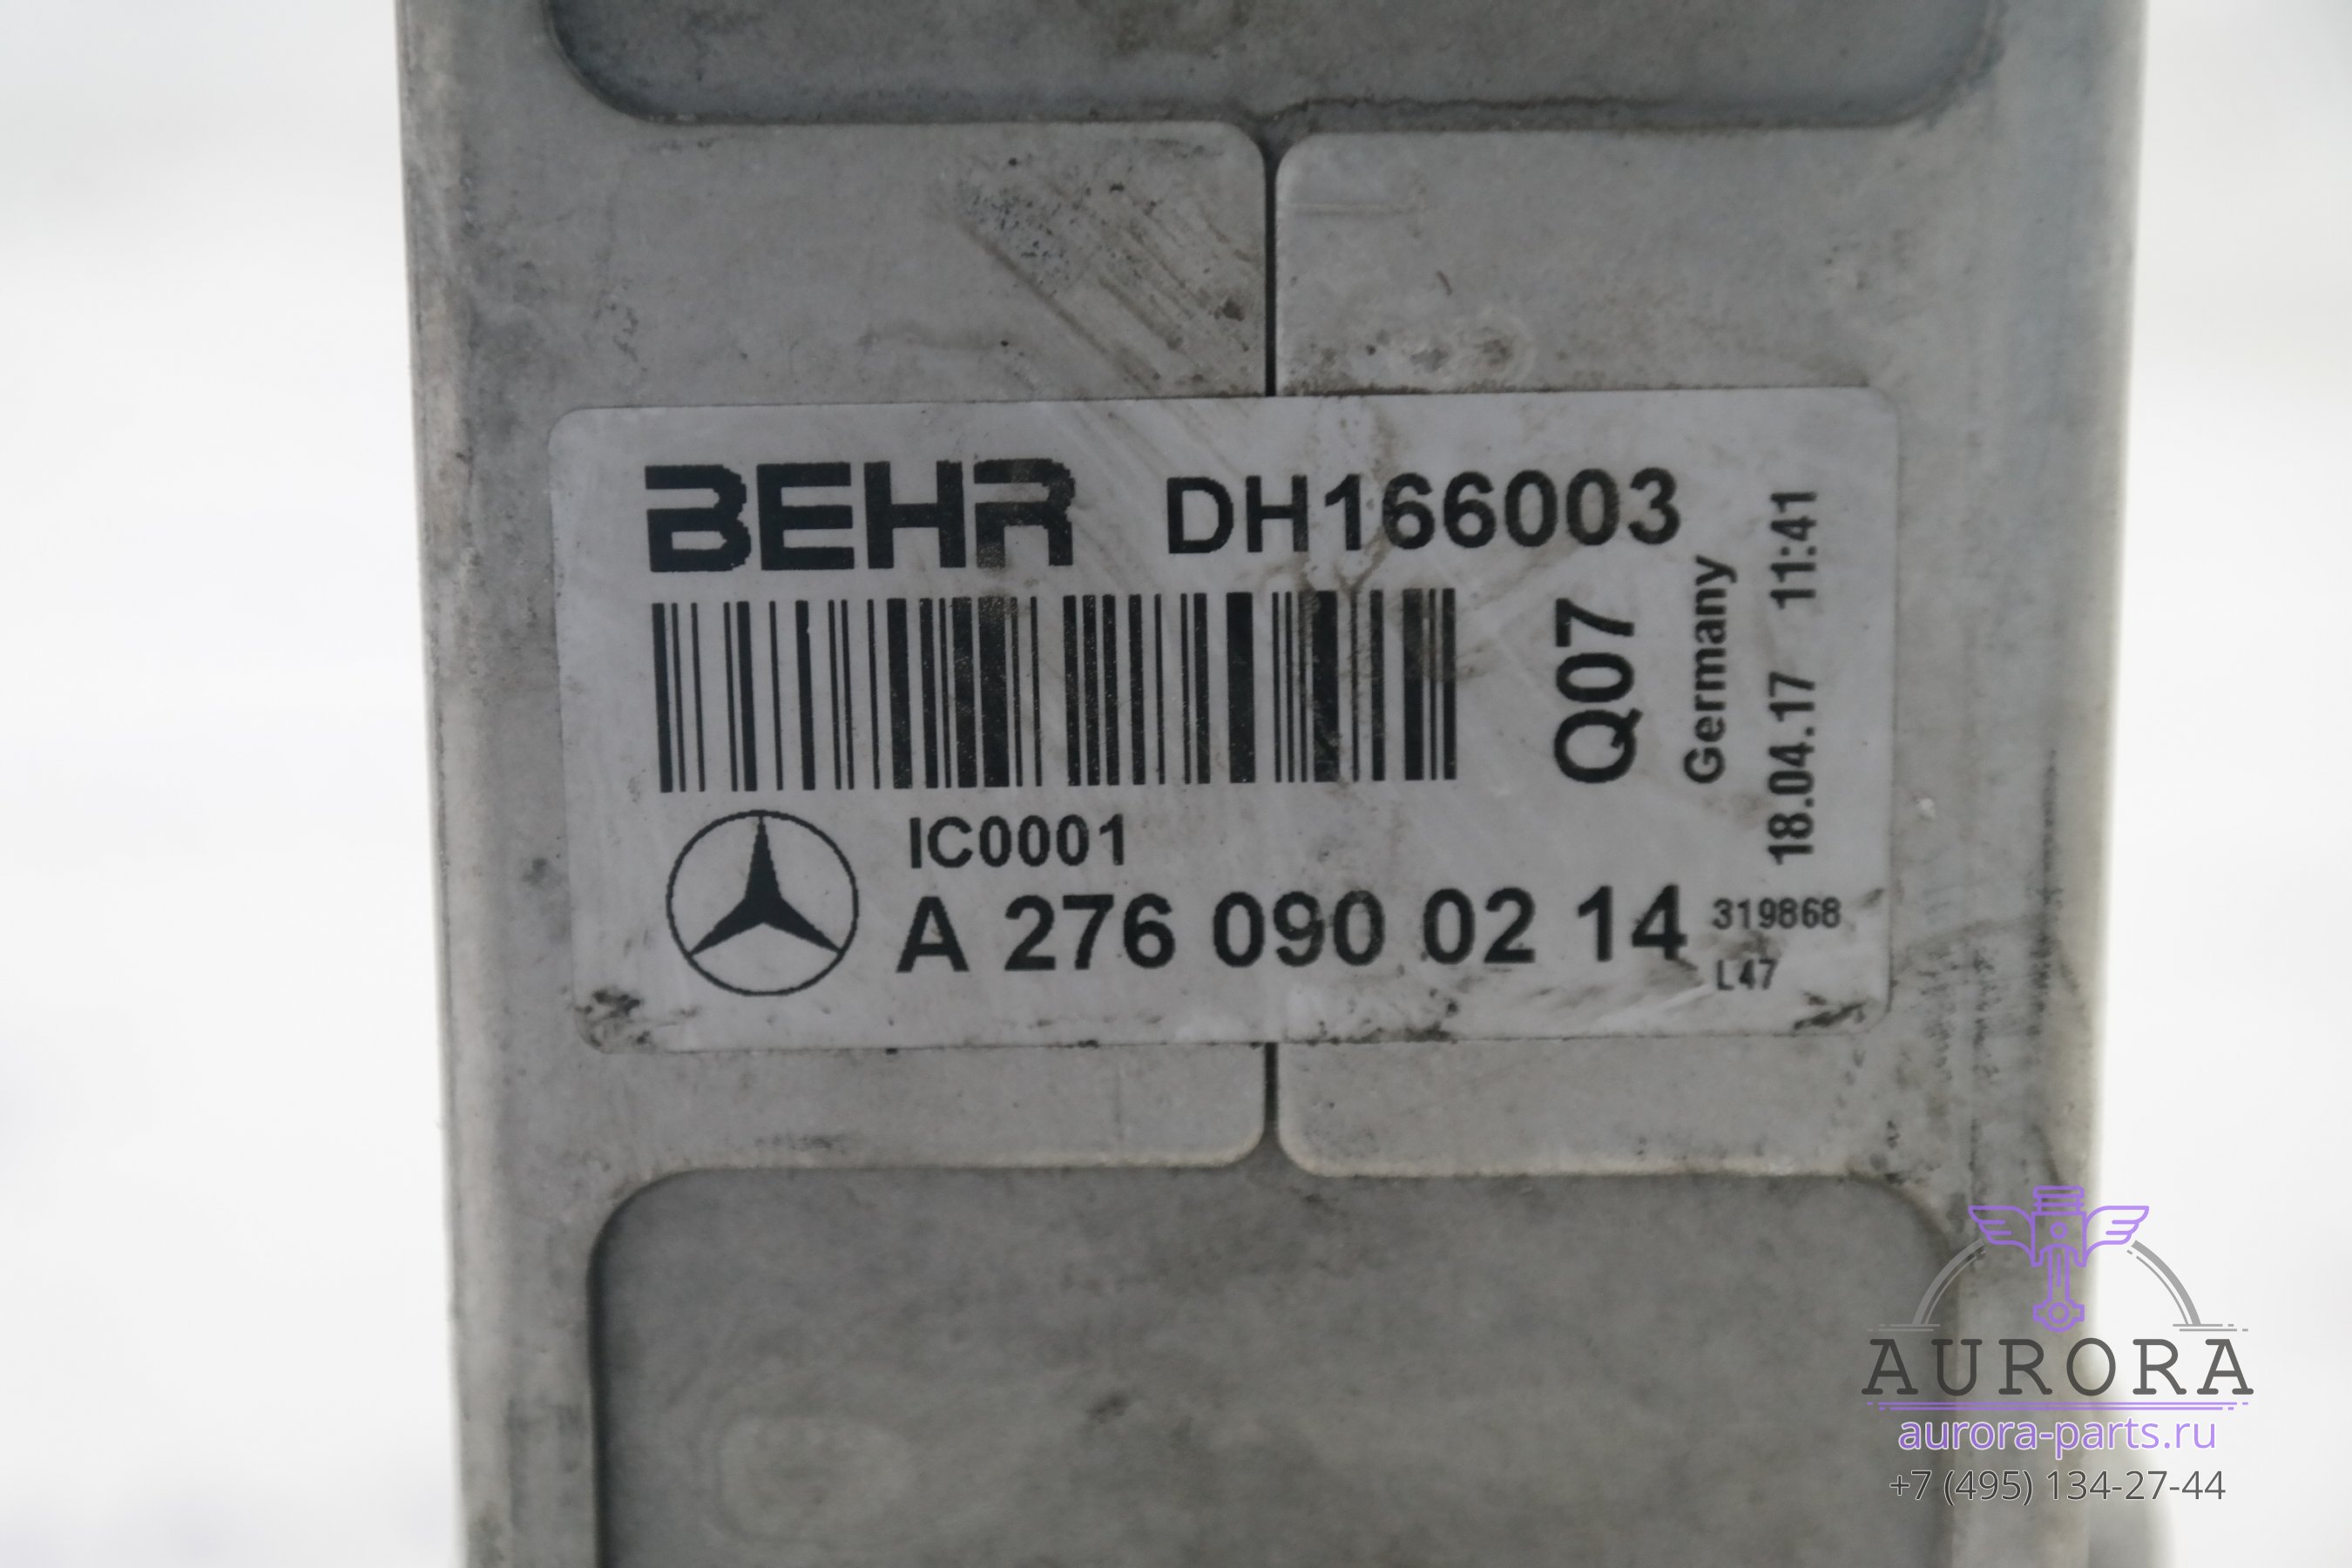 BEHR DH166003
Q07
Germany
18.04.17 11:41
IC0001
A 276 090 02 14
319868
L47
AURORA
aurora-parts.ru
+7 (495) 134-27-44